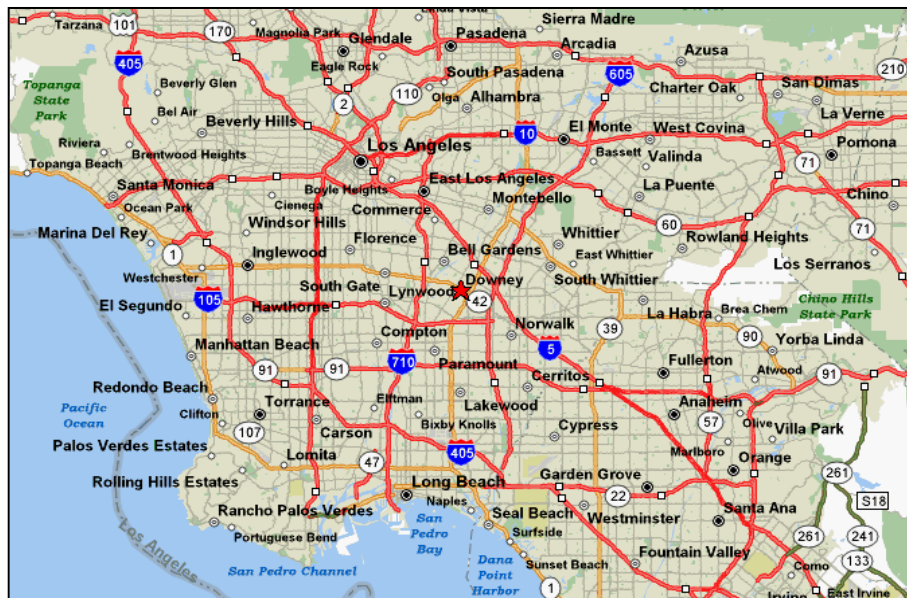 Tarzana
101
170
Magnolia Park
Glendale
Pasadena
Sierra Madre
Arcadia
Azusa
210
405
Eagle Rock
South Pasadena
605
Charter Oak
San Dimas
Topanga
State
Park
Beverly Glen
2
110
Olga
Alhambra
La Verne
Bel Air
Beverly Hills
10
El Monte
West Covina
Pomona
Riviera
Brentwood Heights
Los Angeles
Bassett
Valinda
71
Topanga Beach
Santa Monica
Boyle Heights
East Los Angeles
La Puente
Chino
Ocean Park
Cienega
Commerce
Montebello
Windsor Hills
60
71
Marina Del Rey
1
Florence
Bell Gardens
Whittier
Rowland Heights
Inglewood
East Whittier
Los Serranos
Westchester
South Gate
Lynwood
Downey
South Whittier
El Segundo
105
Hawthorne
42
La Habra
Brea Chem
Chino Hills
State Park
Compton
Norwalk
39
90
Manhattan Beach
710
5
Yorba Linda
91
91
Paramount
Fullerton
Atwood
91
Redondo Beach
Cerritos
Pacific
Ocean
Clifton
Torrance
Elftman
Lakewood
Anaheim
107
Carson
Bixby Knolls
Cypress
57
Olive
Villa Park
Palos Verdes Estates
Lomita
47
405
Marlboro
Orange
Rolling Hills Estates
Long Beach
Garden Grove
261
Rancho Palos Verdes
Naples
22
S18
San
Pedro
Bay
Seal Beach
Westminster
Santa Ana
Portuguese Bend
Surfside
261
241
Los Angeles
San Pedro Channel
Dana
Point
Harbor
Sunset Beach
Fountain Valley
Como
133
1
Irving
East Irvine